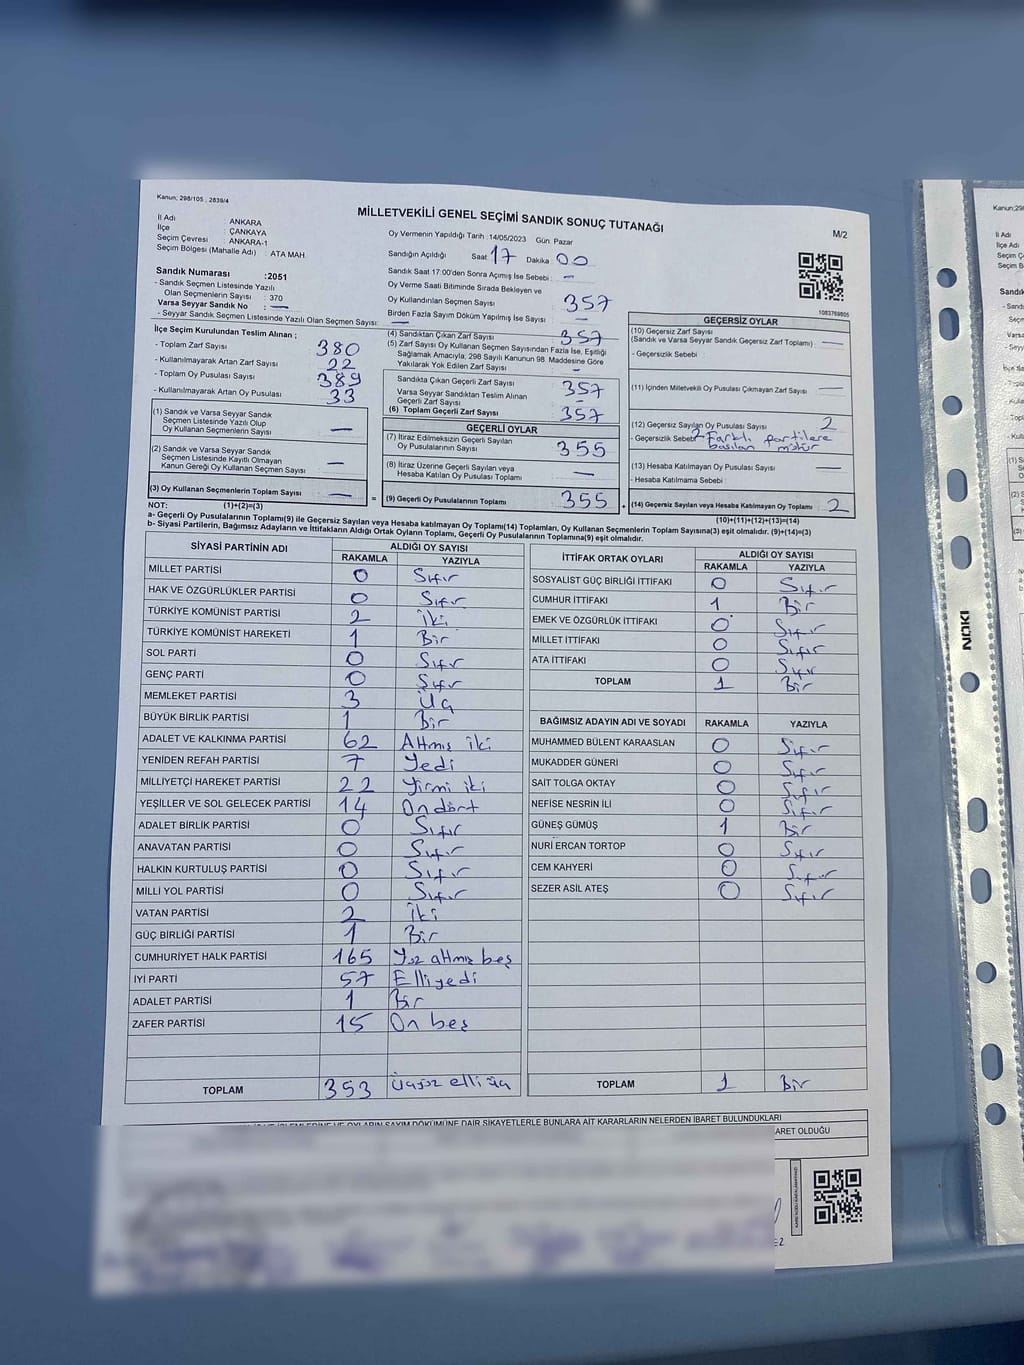 Kanun; 298/105 , 2839/4
MİLLETVEKİLİ GENEL SEÇİMİ SANDIK SONUÇ TUTANAĞI
M/2
İl Adı : ANKARA
İlçe : ÇANKAYA
Seçim Çevresi : ANKARA-1
Seçim Bölgesi (Mahalle Adı) : ATA MAH.
Oy Vermenin Yapıldığı Tarih :14/05/2023 Gün: Pazar
Sandığın Açıldığı Saat 17 Dakika : 00
Sandık Saat 17:00'den Sonra Açımış İse Sebebi : —
Oy Verme Saati Bitiminde Sırada Bekleyen ve
Oy Kullandırılan Seçmen Sayısı : 357
Birden Fazla Sayım Döküm Yapılmış İse Sayısı : —
Sandık Numarası :2051
- Sandık Seçmen Listesinde Yazılı
Olan Seçmenlerin Sayısı : 370
Varsa Seyyar Sandık No : —
- Seyyar Sandık Seçmen Listesinde Yazılı Olan Seçmen Sayısı: —
1083769805
İlçe Seçim Kurulundan Teslim Alınan ;
- Toplam Zarf Sayısı : 380
- Kullanılmayarak Artan Zarf Sayısı : 22
- Toplam Oy Pusulası Sayısı : 389
- Kullanılmayarak Artan Oy Pusulası : 33
(1) Sandık ve Varsa Seyyar Sandık
Seçmen Listesinde Yazılı Olup
Oy Kullanan Seçmenlerin Sayısı —
(2) Sandık ve Varsa Seyyar Sandık
Seçmen Listesinde Kayıtlı Olmayan
Kanun Gereği Oy Kullanan Seçmen Sayısı —
(3) Oy Kullanan Seçmenlerin Toplam Sayısı —
(1)+(2)=(3)
(4) Sandıktan Çıkan Zarf Sayısı : 357
(5) Zarf Sayısı Oy Kullanan Seçmen Sayısından Fazla İse, Eşitliği
Sağlamak Amacıyla, 298 Sayılı Kanunun 98. Maddesine Göre
Yakılarak Yok Edilen Zarf Sayısı : —
Sandıkta Çıkan Geçerli Zarf Sayısı 357
Varsa Seyyar Sandıktan Teslim Alınan
Geçerli Zarf Sayısı —
(6) Toplam Geçerli Zarf Sayısı 357
GEÇERLİ OYLAR
(7) İtiraz Edilmeksizin Geçerli Sayılan
Oy Pusulalarının Sayısı 355
(8) İtiraz Üzerine Geçerli Sayılan veya
Hesaba Katılan Oy Pusulası Toplamı —
= (9) Geçerli Oy Pusulalarının Toplamı 355 +
GEÇERSİZ OYLAR
(10) Geçersiz Zarf Sayısı
(Sandık ve Varsa Seyyar Sandık Geçersiz Zarf Toplamı) : —
- Geçersizlik Sebebi :
(11) İçinden Milletvekili Oy Pusulası Çıkmayan Zarf Sayısı : —
(12) Geçersiz Sayılan Oy Pusulası Sayısı : 2
- Geçersizlik Sebebi : 2 Farklı partilere
basılan mühür
(13) Hesaba Katılmayan Oy Pusulası Sayısı : —
- Hesaba Katılmama Sebebi :
(14) Geçersiz Sayılan veya Hesaba Katılmayan Oy Toplamı : 2
(10)+(11)+(12)+(13)=(14)
NOT:
a- Geçerli Oy Pusulalarının Toplamı(9) ile Geçersiz Sayılan veya Hesaba katılmayan Oy Toplamı(14) Toplamları, Oy Kullanan Seçmenlerin Toplam Sayısına(3) eşit olmalıdır. (9)+(14)=(3)
b- Siyasi Partilerin, Bağımsız Adayların ve İttifakların Aldığı Ortak Oyların Toplamı, Geçerli Oy Pusulalarının Toplamına(9) eşit olmalıdır.
SİYASİ PARTİNİN ADI ALDIĞI OY SAYISI
RAKAMLA YAZIYLA
MİLLET PARTİSİ 0 Sıfır
HAK VE ÖZGÜRLÜKLER PARTİSİ 0 Sıfır
TÜRKİYE KOMÜNİST PARTİSİ 2 İki
TÜRKİYE KOMÜNİST HAREKETİ 1 Bir
SOL PARTİ 0 Sıfır
GENÇ PARTİ 0 Sıfır
MEMLEKET PARTİSİ 3 Üç
BÜYÜK BİRLİK PARTİSİ 1 Bir
ADALET VE KALKINMA PARTİSİ 62 Altmış iki
YENİDEN REFAH PARTİSİ 7 Yedi
MİLLİYETÇİ HAREKET PARTİSİ 22 Yirmi iki
YEŞİLLER VE SOL GELECEK PARTİSİ 14 On dört
ADALET BİRLİK PARTİSİ 0 Sıfır
ANAVATAN PARTİSİ 0 Sıfır
HALKIN KURTULUŞ PARTİSİ 0 Sıfır
MİLLİ YOL PARTİSİ 0 Sıfır
VATAN PARTİSİ 2 İki
GÜÇ BİRLİĞİ PARTİSİ 1 Bir
CUMHURİYET HALK PARTİSİ 165 Yüz altmış beş
İYİ PARTİ 57 Elliyedi
ADALET PARTİSİ 1 Bir
ZAFER PARTİSİ 15 On beş
TOPLAM 353 Üçyüz elli üç
İTTİFAK ORTAK OYLARI ALDIĞI OY SAYISI
RAKAMLA YAZIYLA
SOSYALİST GÜÇ BİRLİĞİ İTTİFAKI 0 Sıfır
CUMHUR İTTİFAKI 1 Bir
EMEK VE ÖZGÜRLÜK İTTİFAKI 0 Sıfır
MİLLET İTTİFAKI 0 Sıfır
ATA İTTİFAKI 0 Sıfır
TOPLAM 1 Bir
BAĞIMSIZ ADAYIN ADI VE SOYADI RAKAMLA YAZIYLA
MUHAMMED BÜLENT KARAASLAN 0 Sıfır
MUKADDER GÜNERİ 0 Sıfır
SAİT TOLGA OKTAY 0 Sıfır
NEFİSE NESRİN İLİ 0 Sıfır
GÜNEŞ GÜMÜŞ 1 Bir
NURİ ERCAN TORTOP 0 Sıfır
CEM KAHYERİ 0 Sıfır
SEZER ASİL ATEŞ 0 Sıfır
TOPLAM 1 Bir
OYLARIN SAYIM DÖKÜMÜNE DAİR ŞİKAYETLERLE BUNLARA AİT KARARLARIN NELERDEN İBARET BULUNDUKLARI
ARET OLDUĞU
NOKI
Kanun;29
İl Adı
İlçe Adı
Seçim Ç
Seçim B